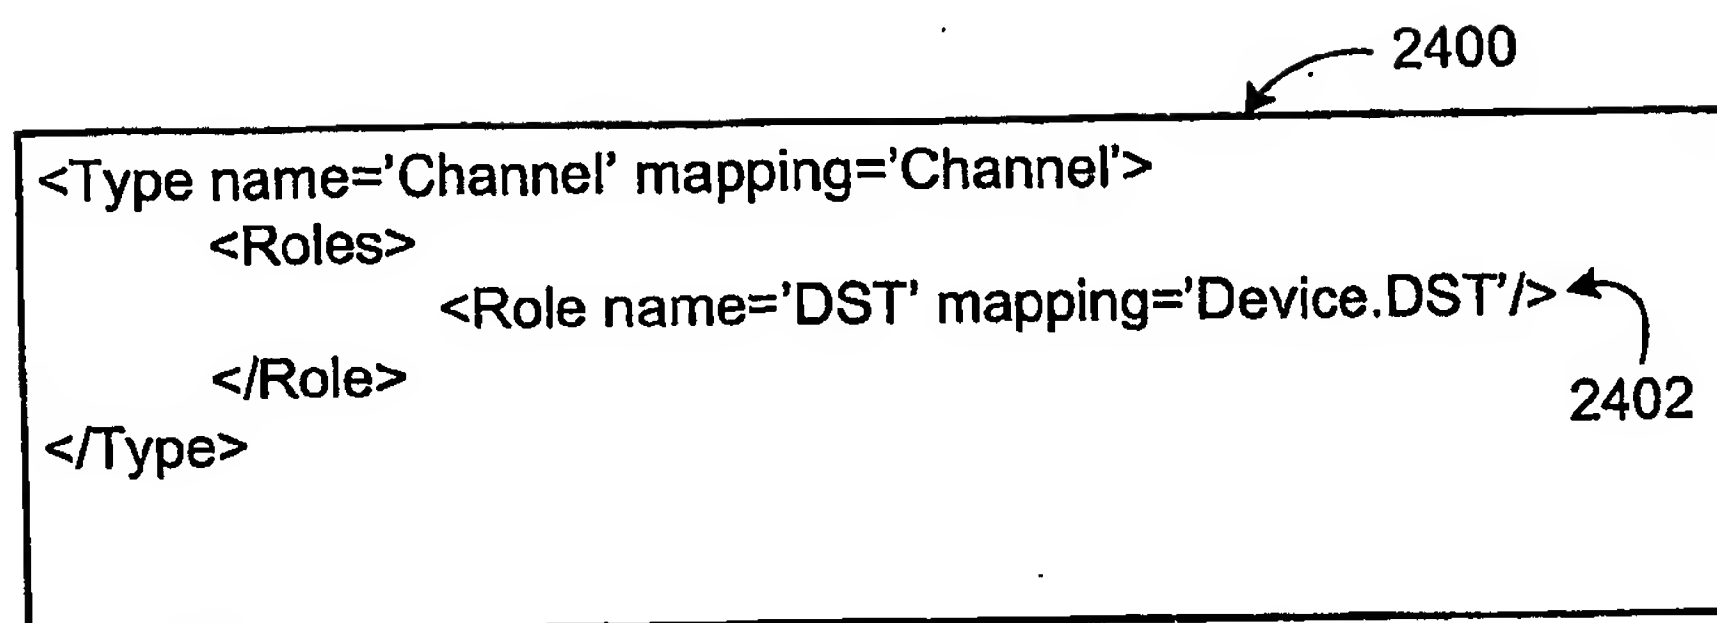 2400
<Type name='Channel' mapping='Channel'>
<Roles>
<Role name='DST' mapping='Device.DST'/>
</Role>
2402
</Type>